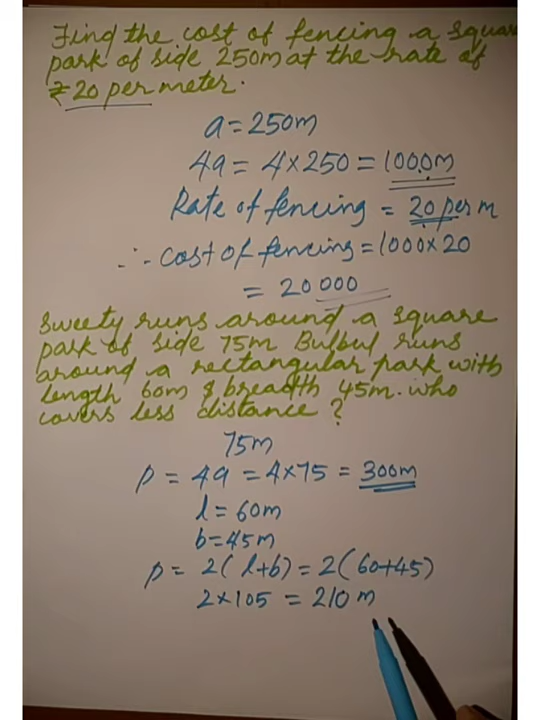 Find the cost of fencing a square
park of side 250m at the rate of
₹20 per meter.
a=250m
4a = 4×250 = 1000m
Rate of fencing = 20 per m
∴ cost of fencing = 1000×20
= 20 000
Sweety runs around a square
park of side 75m Bulbul runs
around a rectangular park with
length 60m & breadth 45m. who
covers less distance?
75m
p = 4a = 4×75 = 300m
l = 60m
b=45m
p = 2(l+b) = 2(60+45)
2×105 = 210 m